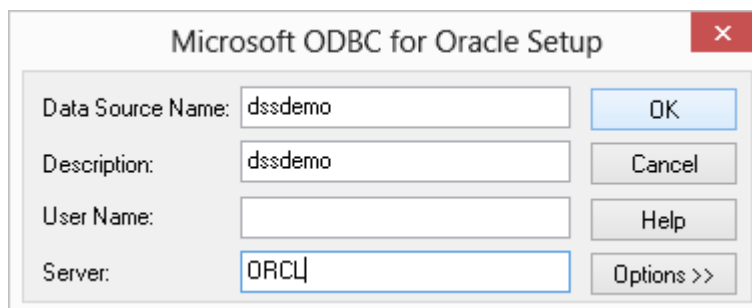 Microsoft ODBC for Oracle Setup
Data Source Name: dssdemo OK
Description: dssdemo Cancel
User Name: Help
Server: ORCL Options >>